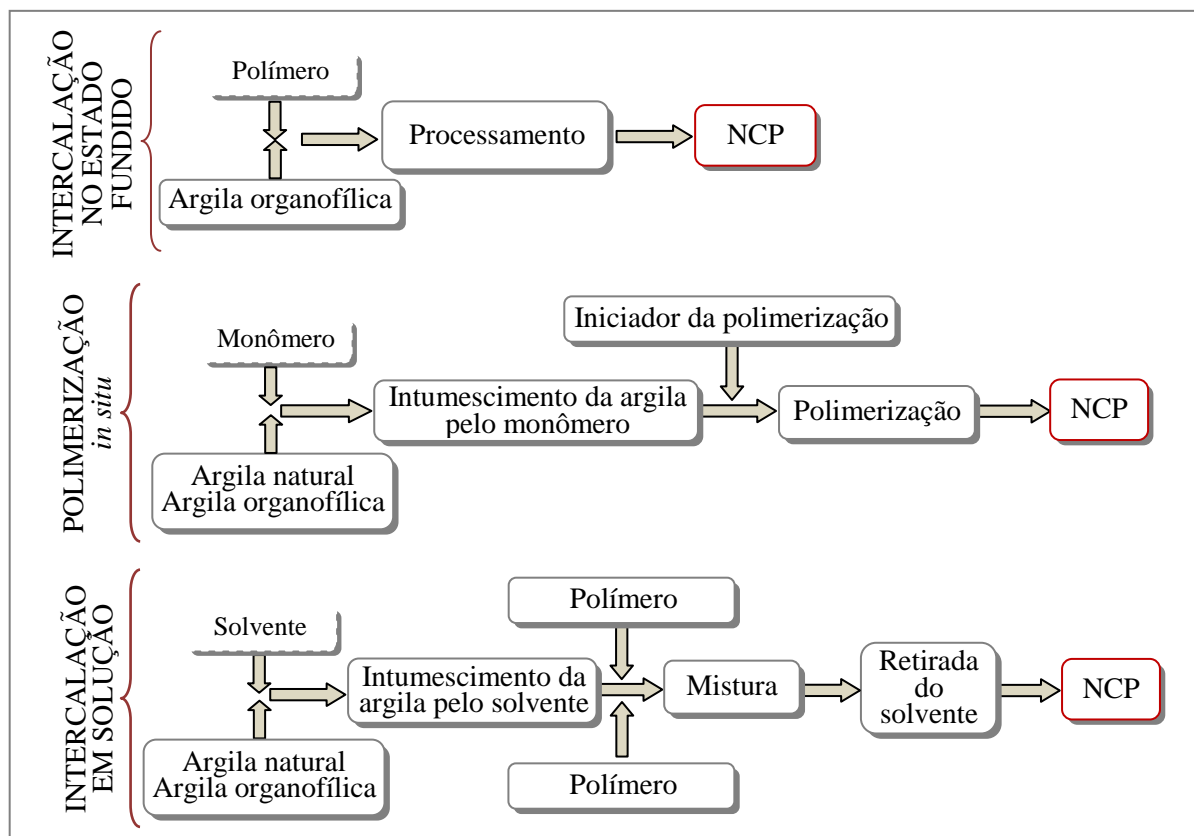 INTERCALAÇÃO
NO ESTADO
FUNDIDO
Polímero
Argila organofílica
Processamento
NCP
POLIMERIZAÇÃO
in situ
Monômero
Argila natural
Argila organofílica
Intumescimento da argila
pelo monômero
Iniciador da polimerização
Polimerização
NCP
INTERCALAÇÃO
EM SOLUÇÃO
Solvente
Argila natural
Argila organofílica
Intumescimento da
argila pelo solvente
Polímero
Polímero
Mistura
Retirada
do
solvente
NCP